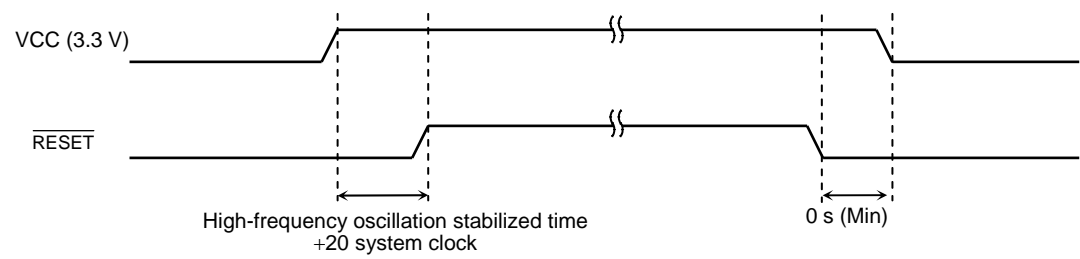 VCC (3.3 V)
RESET
High-frequency oscillation stabilized time
+20 system clock
0 s (Min)